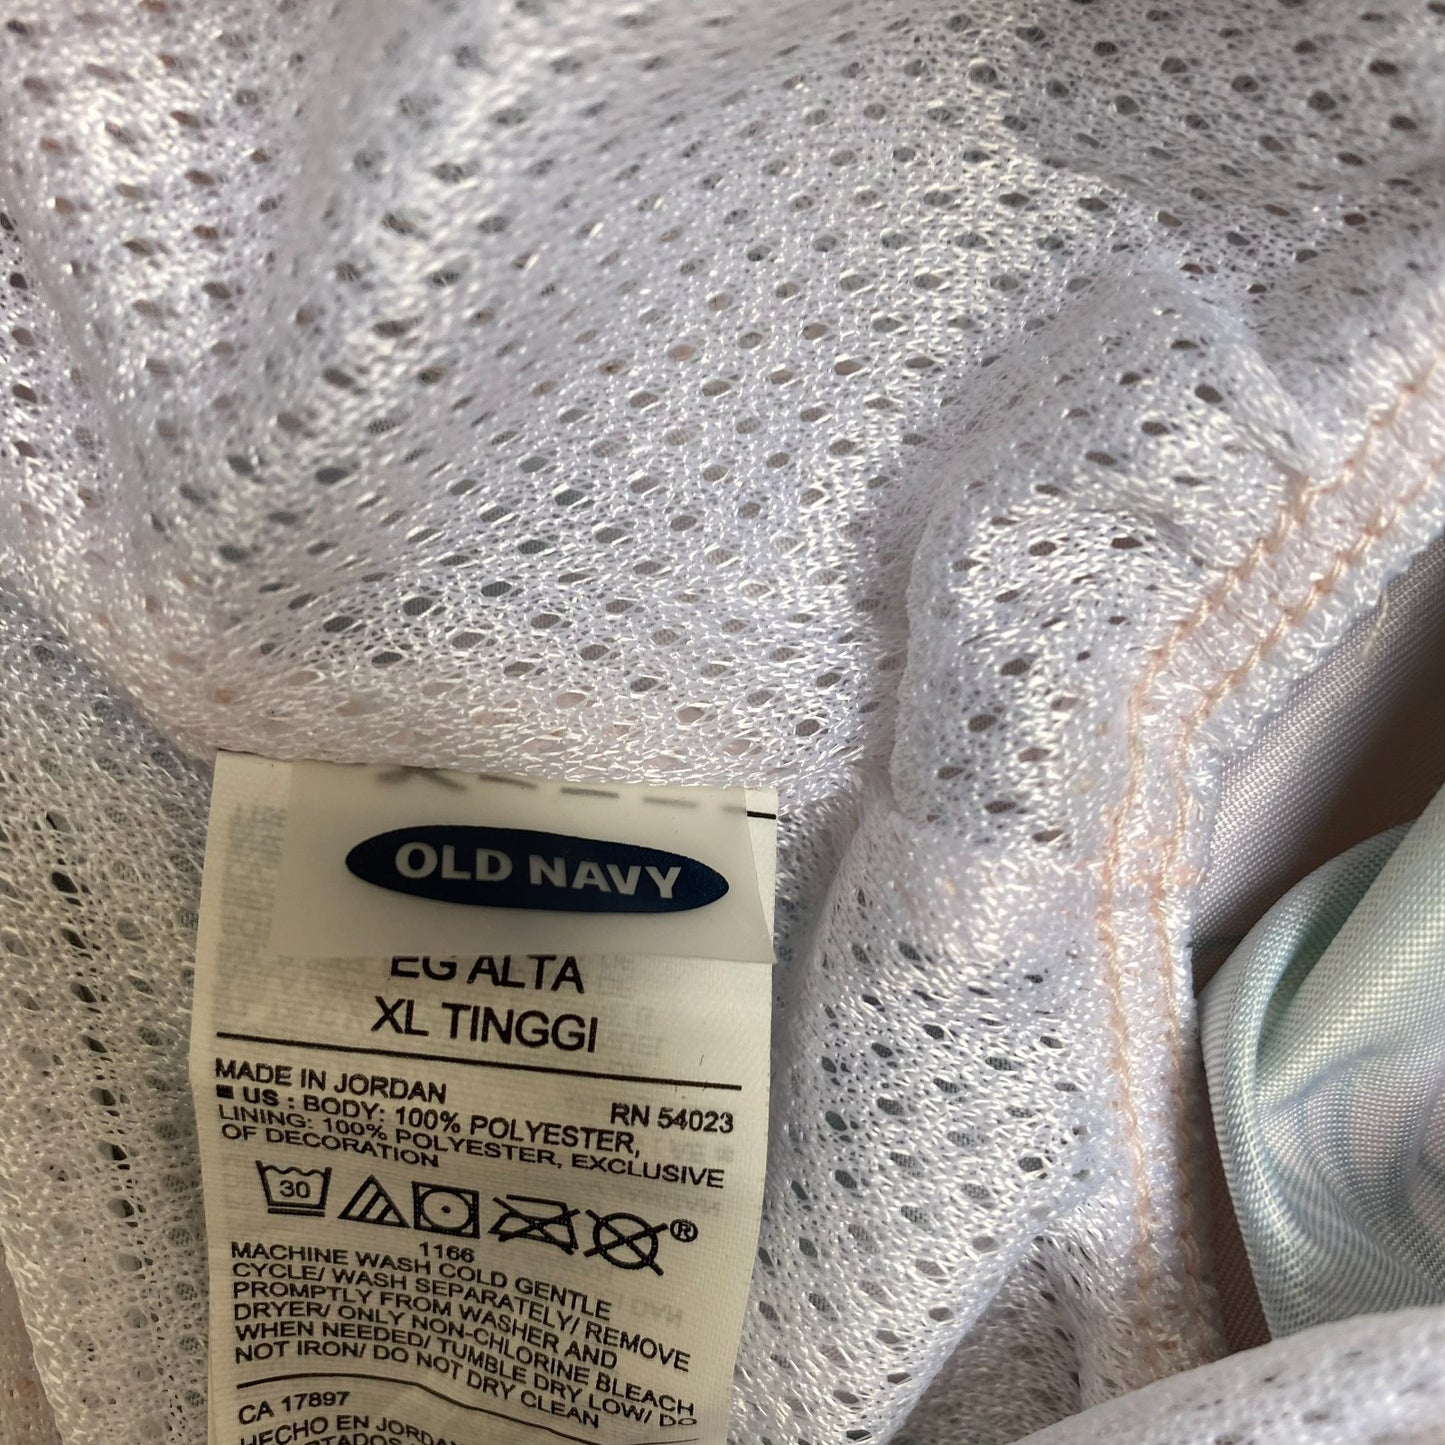 OLD NAVY
EG ALTA
XL TINGGI
MADE IN JORDAN
RN 54023
■ US : BODY: 100% POLYESTER,
LINING: 100% POLYESTER, EXCLUSIVE
OF DECORATION
30
®
1166
MACHINE WASH COLD GENTLE
CYCLE/ WASH SEPARATELY/ REMOVE
PROMPTLY FROM WASHER AND
DRYER/ ONLY NON-CHLORINE BLEACH
WHEN NEEDED/ TUMBLE DRY LOW/ DO
NOT IRON/ DO NOT DRY CLEAN
CA 17897
HECHO EN JORDAN